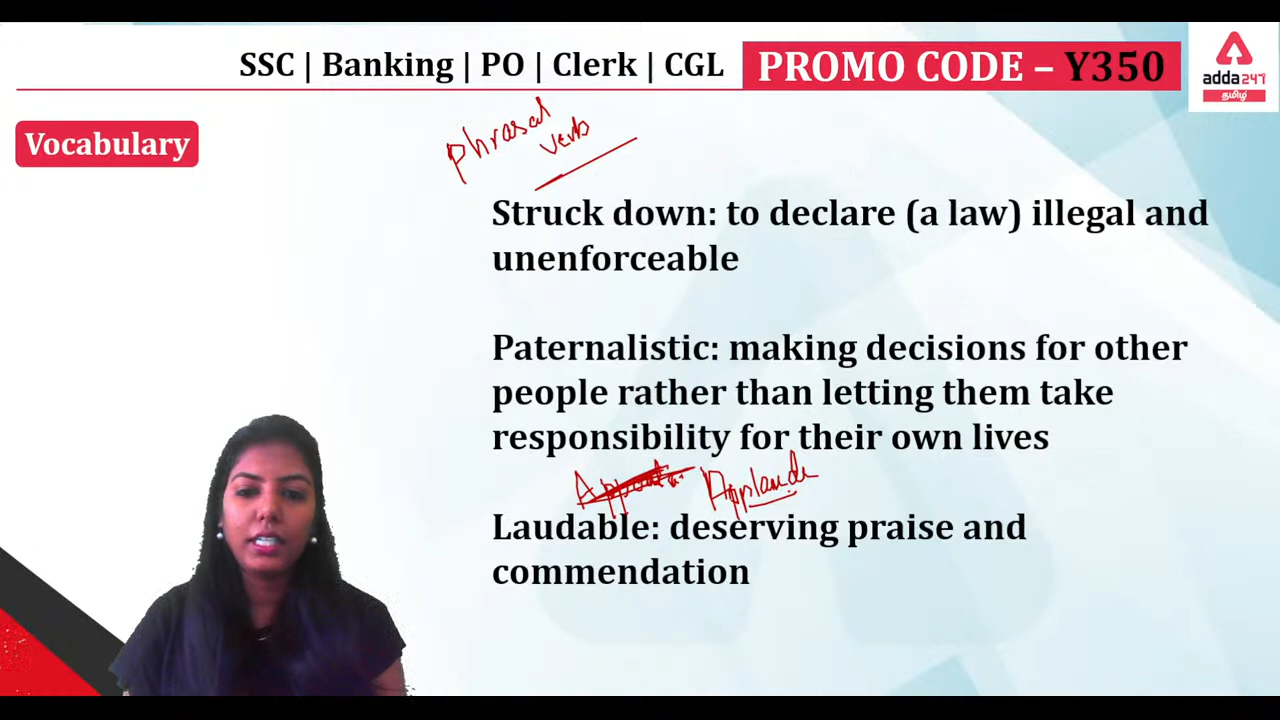 SSC | Banking | PO | Clerk | CGL PROMO CODE – Y350
adda247
தமிழ்
Vocabulary
phrasal
verb
Struck down: to declare (a law) illegal and
unenforceable
Paternalistic: making decisions for other
people rather than letting them take
responsibility for their own lives
Applaude
Laudable: deserving praise and
commendation